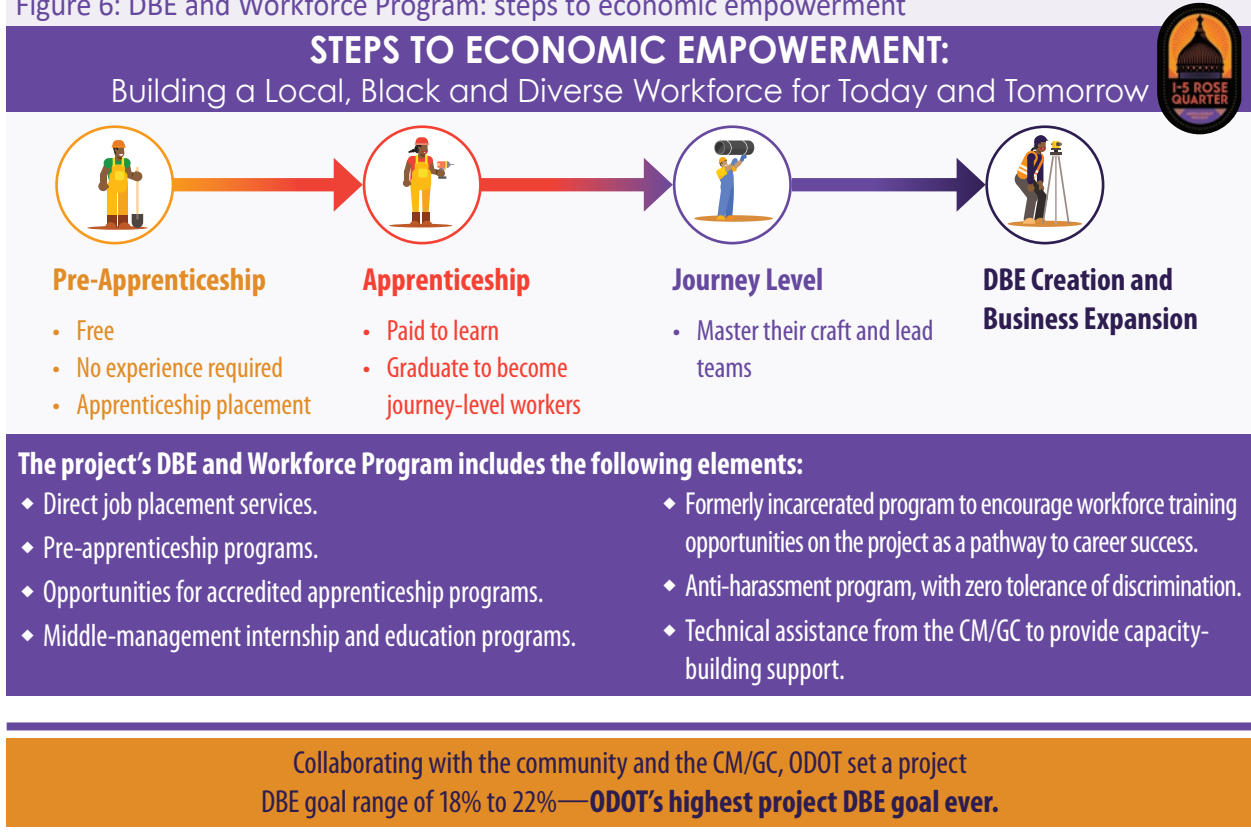 Figure 6: DBE and Workforce Program: steps to economic empowerment
STEPS TO ECONOMIC EMPOWERMENT:
Building a Local, Black and Diverse Workforce for Today and Tomorrow
I-5 ROSE
QUARTER
Pre-Apprenticeship
• Free
• No experience required
• Apprenticeship placement
Apprenticeship
• Paid to learn
• Graduate to become
journey-level workers
Journey Level
• Master their craft and lead
teams
DBE Creation and
Business Expansion
The project's DBE and Workforce Program includes the following elements:
◆ Direct job placement services.
◆ Pre-apprenticeship programs.
◆ Opportunities for accredited apprenticeship programs.
◆ Middle-management internship and education programs.
◆ Formerly incarcerated program to encourage workforce training
opportunities on the project as a pathway to career success.
◆ Anti-harassment program, with zero tolerance of discrimination.
◆ Technical assistance from the CM/GC to provide capacity-
building support.
Collaborating with the community and the CM/GC, ODOT set a project
DBE goal range of 18% to 22%—ODOT's highest project DBE goal ever.